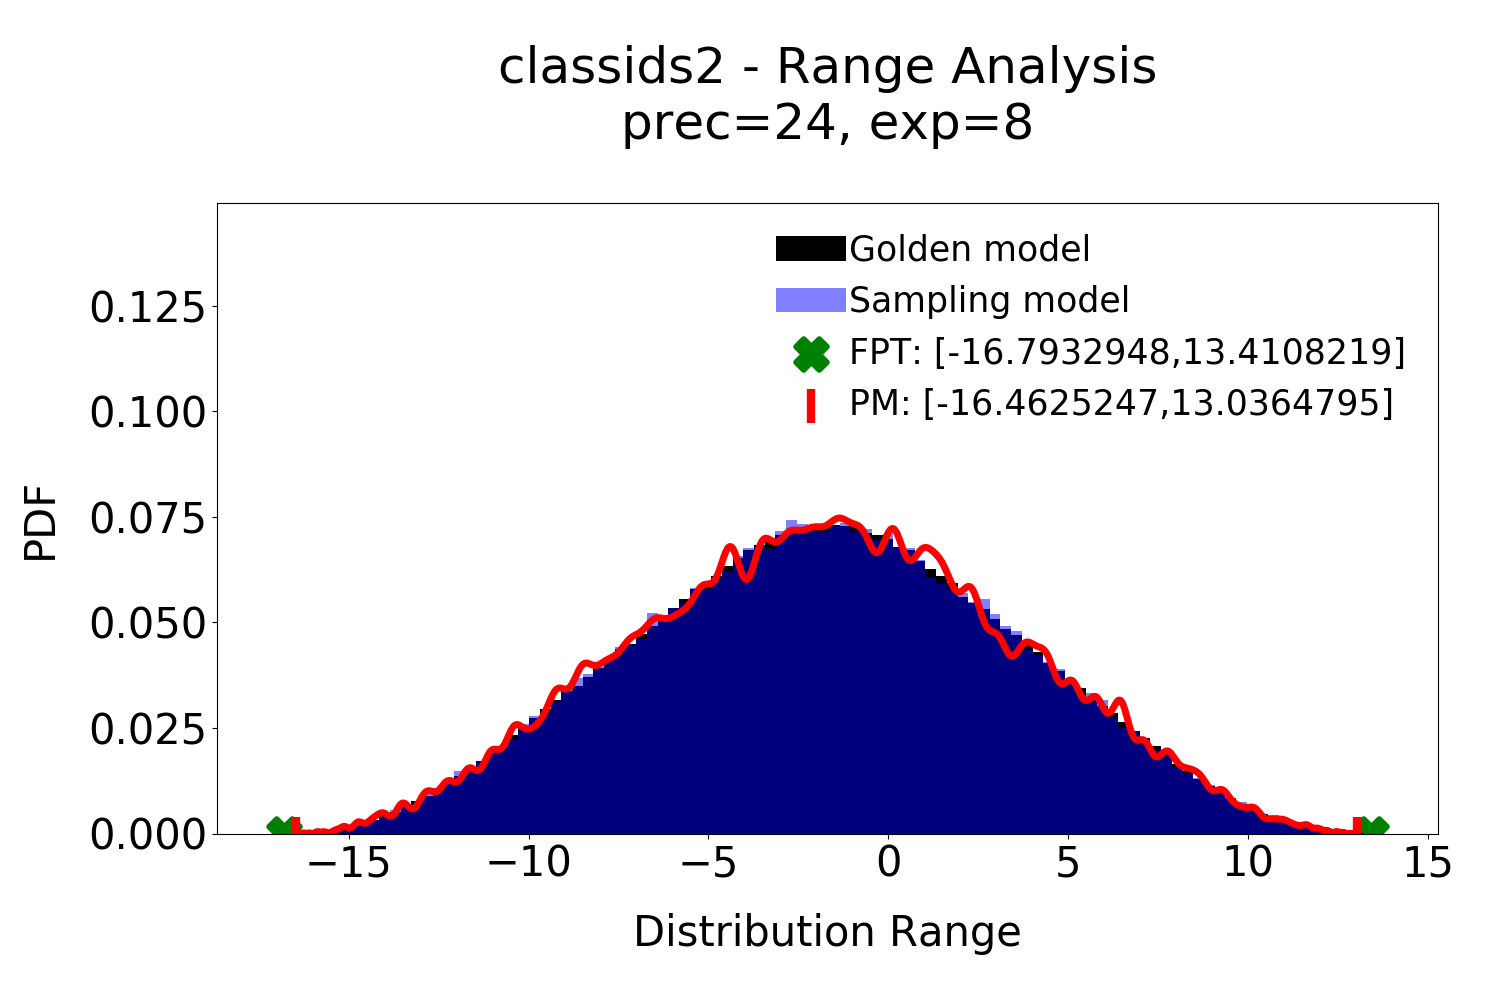 classids2 - Range Analysis
prec=24, exp=8
Golden model
Sampling model
FPT: [-16.7932948,13.4108219]
PM: [-16.4625247,13.0364795]
PDF
0.125
0.100
0.075
0.050
0.025
0.000
−15 −10 −5 0 5 10 15
Distribution Range